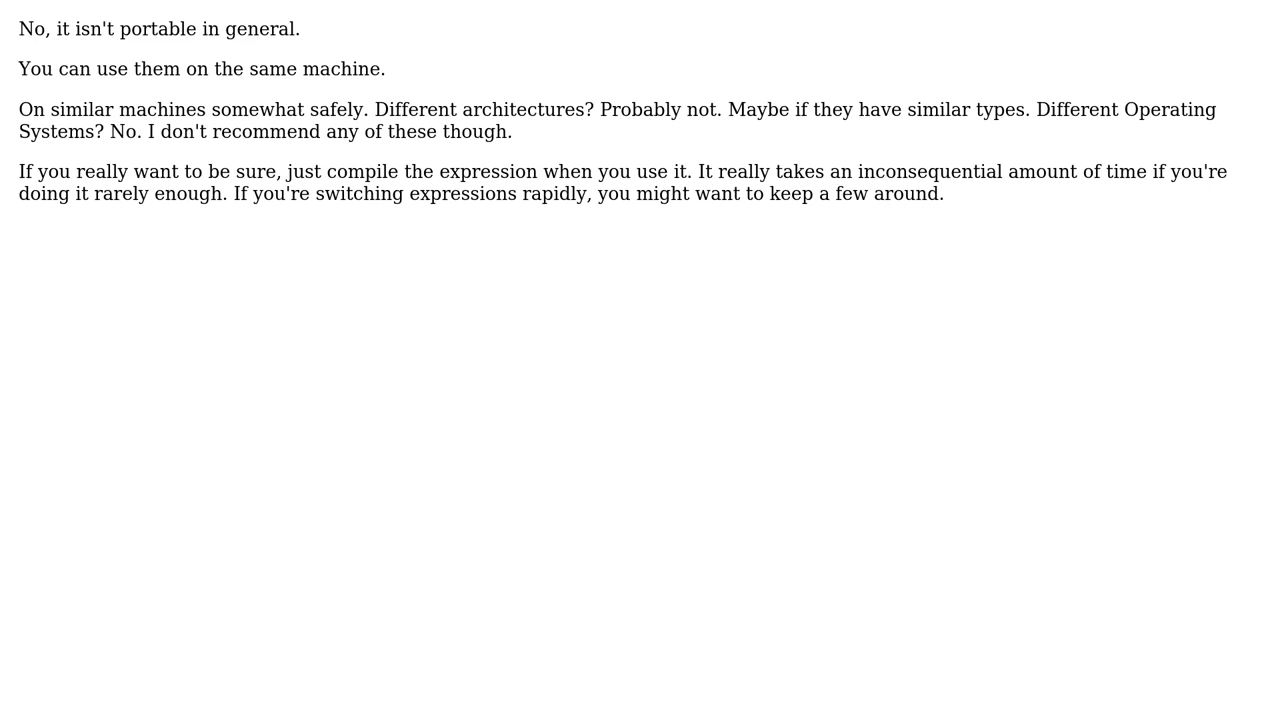 No, it isn't portable in general.
You can use them on the same machine.
On similar machines somewhat safely. Different architectures? Probably not. Maybe if they have similar types. Different Operating
Systems? No. I don't recommend any of these though.
If you really want to be sure, just compile the expression when you use it. It really takes an inconsequential amount of time if you're
doing it rarely enough. If you're switching expressions rapidly, you might want to keep a few around.